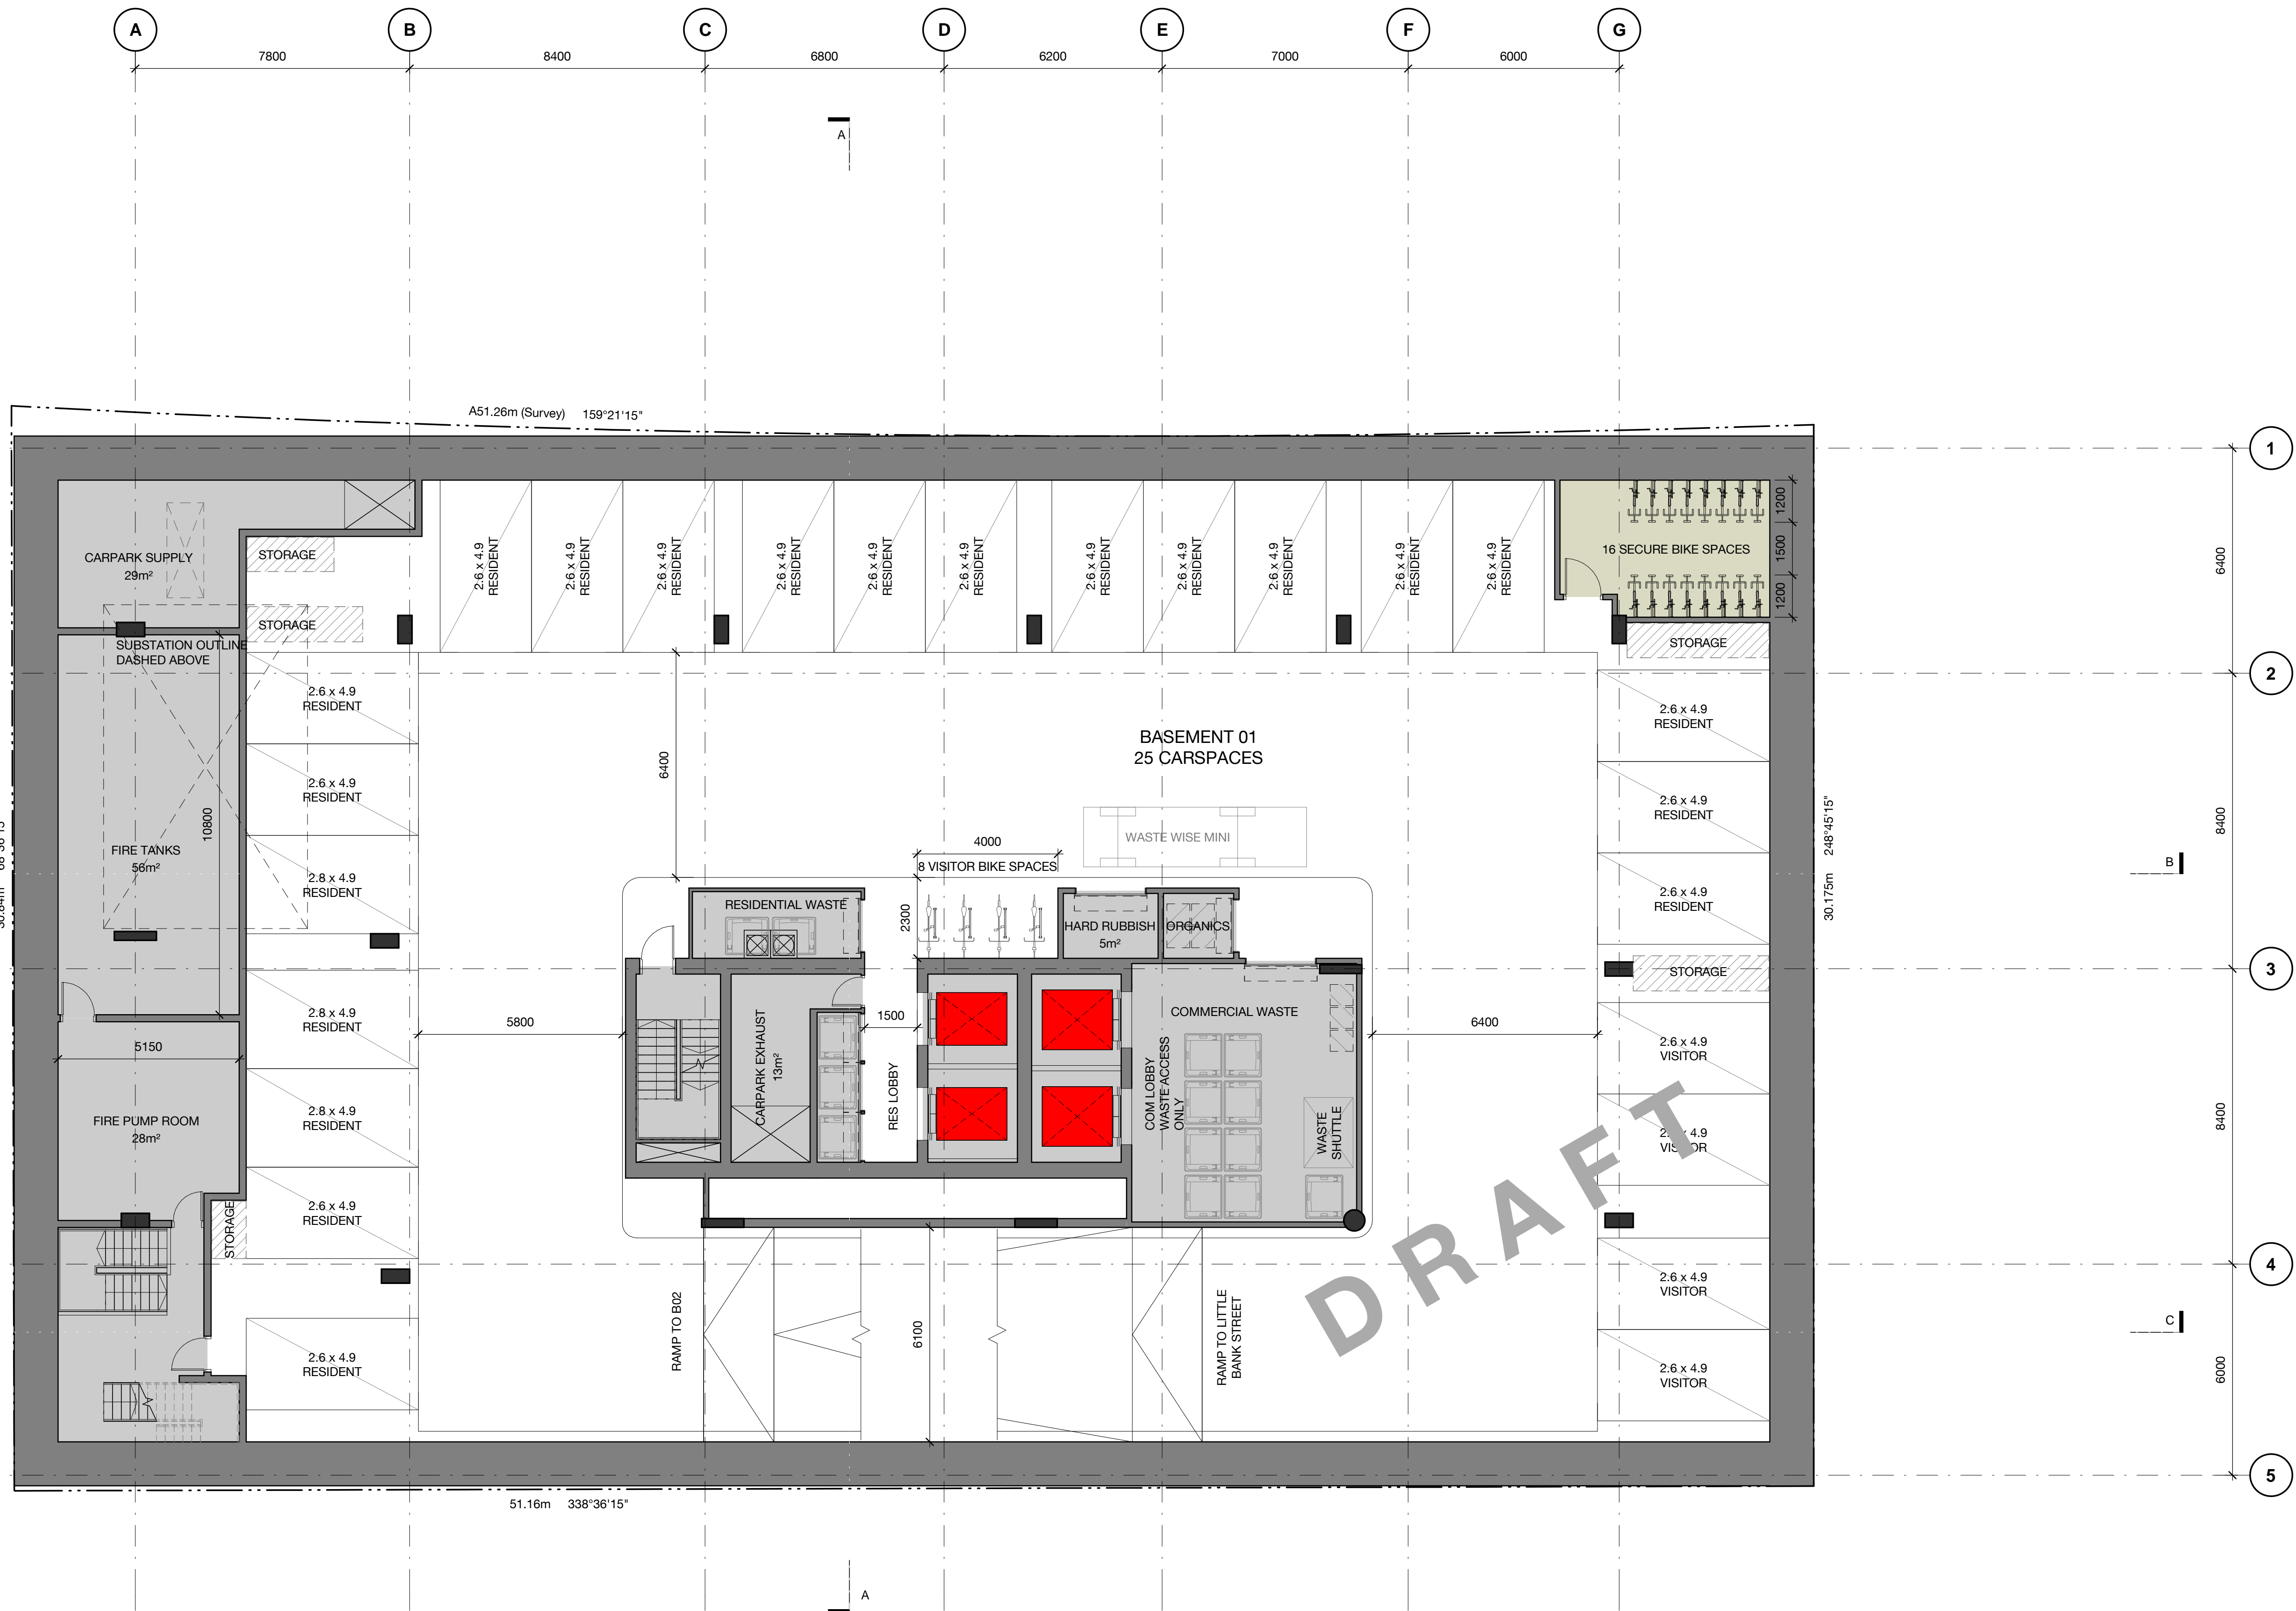 A
B
C
D
E
F
G
7800
8400
6800
6200
7000
6000
A
A51.26m (Survey) 159°21'15"
1
2.6 x 4.9
RESIDENT
2.6 x 4.9
RESIDENT
2.6 x 4.9
RESIDENT
2.6 x 4.9
RESIDENT
2.6 x 4.9
RESIDENT
2.6 x 4.9
RESIDENT
2.6 x 4.9
RESIDENT
2.6 x 4.9
RESIDENT
2.6 x 4.9
RESIDENT
2.6 x 4.9
RESIDENT
2.6 x 4.9
RESIDENT
16 SECURE BIKE SPACES
1200
1500
1200
6400
CARPARK SUPPLY
29m²
STORAGE
STORAGE
SUBSTATION OUTLINE
DASHED ABOVE
STORAGE
2
2.6 x 4.9
RESIDENT
2.6 x 4.9
RESIDENT
2.8 x 4.9
RESIDENT
10800
FIRE TANKS
56m²
6400
BASEMENT 01
25 CARSPACES
WASTE WISE MINI
4000
8 VISITOR BIKE SPACES
2300
2.6 x 4.9
RESIDENT
2.6 x 4.9
RESIDENT
2.6 x 4.9
RESIDENT
30.175m 248°45'15"
8400
B
RESIDENTIAL WASTE
HARD RUBBISH
5m²
ORGANICS
STORAGE
3
2.8 x 4.9
RESIDENT
2.8 x 4.9
RESIDENT
2.6 x 4.9
RESIDENT
5150
FIRE PUMP ROOM
28m²
5800
CARPARK EXHAUST
13m²
1500
RES LOBBY
COMMERCIAL WASTE
COM LOBBY
WASTE ACCESS
ONLY
WASTE
SHUTTLE
6400
2.6 x 4.9
VISITOR
2.6 x 4.9
VISITOR
8400
STORAGE
4
2.6 x 4.9
RESIDENT
RAMP TO B02
6100
RAMP TO LITTLE
BANK STREET
DRAFT
2.6 x 4.9
VISITOR
2.6 x 4.9
VISITOR
C
6000
5
51.16m 338°36'15"
A